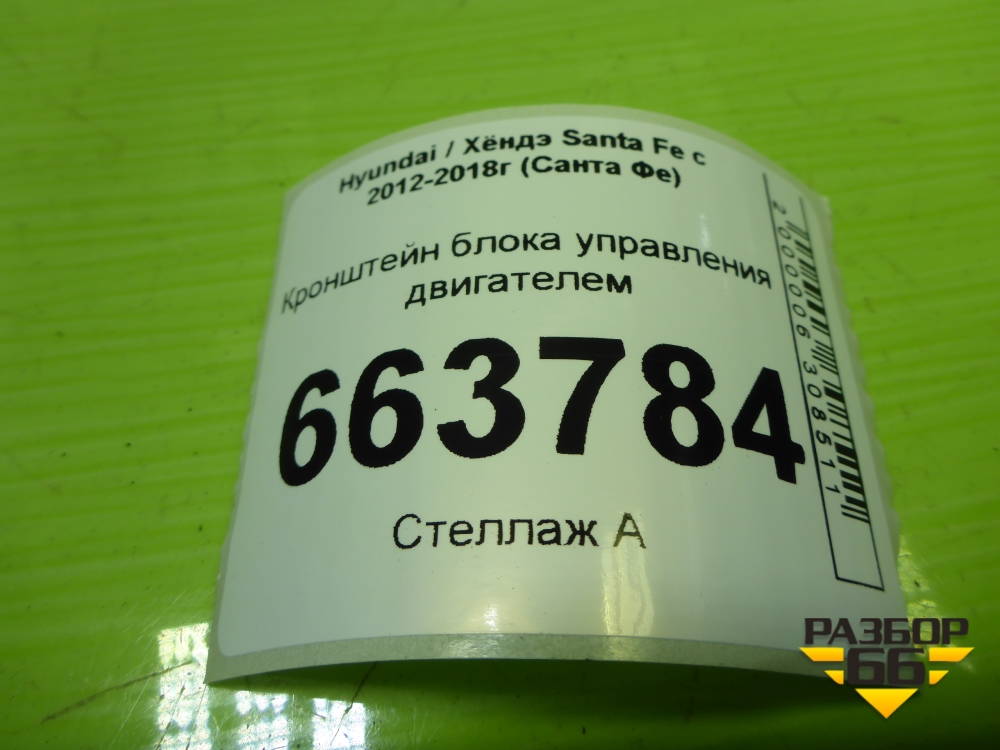 Hyundai / Хёндэ Santa Fe с
2012-2018г (Санта Фе)
Кронштейн блока управления
двигателем
663784
Стеллаж А
2000006308511
РАЗБОР
66